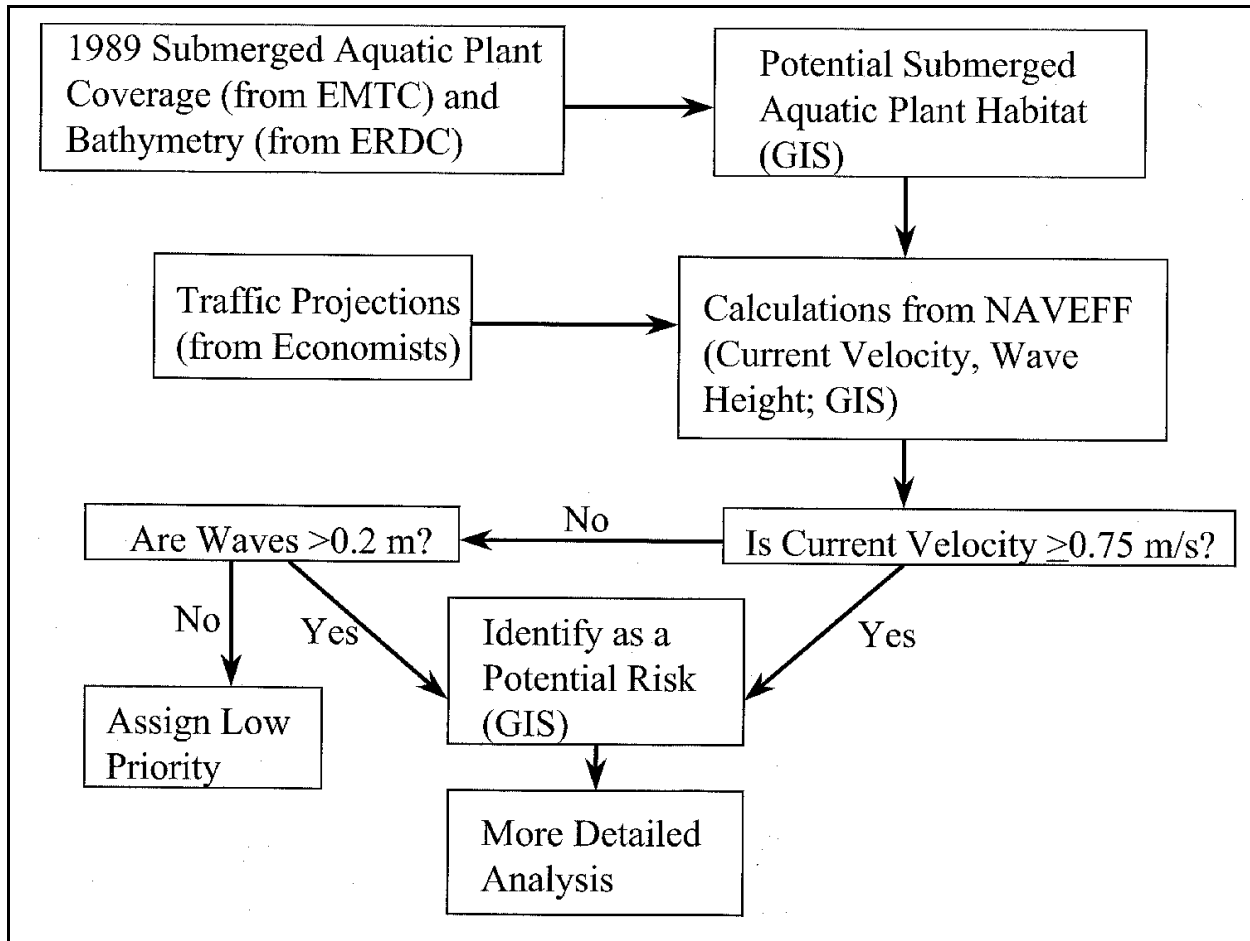 1989 Submerged Aquatic Plant
Coverage (from EMTC) and
Bathymetry (from ERDC)
Potential Submerged
Aquatic Plant Habitat
(GIS)
Traffic Projections
(from Economists)
Calculations from NAVEFF
(Current Velocity, Wave
Height; GIS)
Are Waves >0.2 m?
No
Is Current Velocity ≥0.75 m/s?
No
Yes
Identify as a
Potential Risk
(GIS)
Yes
Assign Low
Priority
More Detailed
Analysis